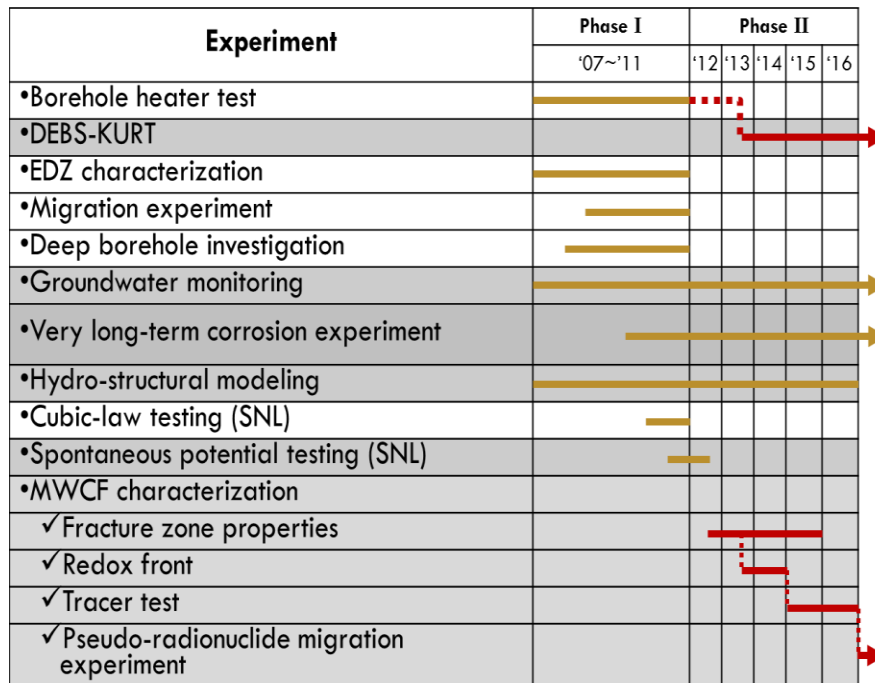 Experiment
Phase I
Phase II
‘07~’11
‘12
‘13
‘14
‘15
‘16
•Borehole heater test
•DEBS-KURT
•EDZ characterization
•Migration experiment
•Deep borehole investigation
•Groundwater monitoring
•Very long-term corrosion experiment
•Hydro-structural modeling
•Cubic-law testing (SNL)
•Spontaneous potential testing (SNL)
•MWCF characterization
✓Fracture zone properties
✓Redox front
✓Tracer test
✓Pseudo-radionuclide migration
experiment